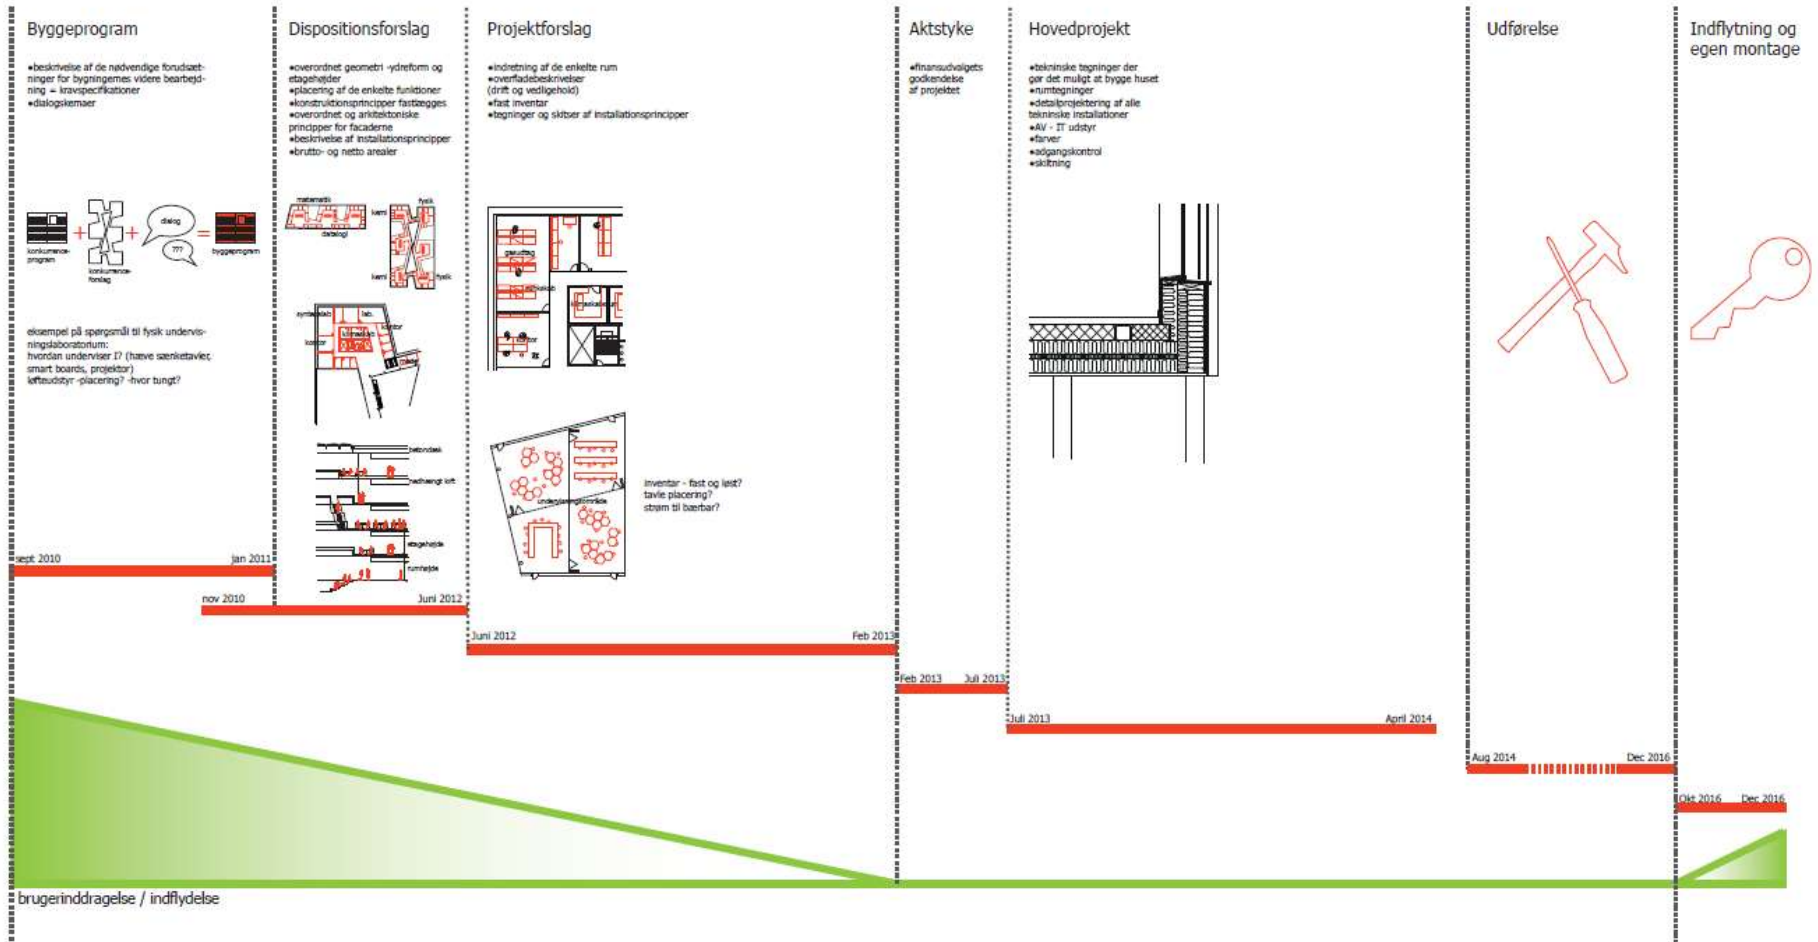 Byggeprogram
•beskrivelse af de nødvendige forudsæt-
ninger for bygningernes videre bearbejd-
ning = kravspecifikationer
•dialogskemaer
konkurrence-
program
konkurrence-
forslag
dialog
???
byggeprogram
eksempel på spørgsmål til fysik undervis-
ningslaboratorium:
hvordan underviser I? (hæve sænketavler,
smart boards, projektor)
løfteudstyr -placering? -hvor tungt?
sept 2010
jan 2011
Dispositionsforslag
•overordnet geometri -ydreform og
etagehøjder
•placering af de enkelte funktioner
•konstruktionsprincipper fastlægges
•overordnet og arkitektoniske
principper for facaderne
•beskrivelse af installationsprincipper
•brutto- og netto arealer
matematik
datalogi
kemi
fysik
kemi
fysik
lab.
kontor
kontor
betondæk
nedhængt loft
etagehøjde
rumhøjde
nov 2010
Juni 2012
Projektforslag
•indretning af de enkelte rum
•overfladebeskrivelser
(drift og vedligehold)
•fast inventar
•tegninger og skitser af installationsprincipper
kontor
undervisningsområde
inventar - fast og løst?
tavle placering?
strøm til bærbar?
Juni 2012
Feb 2013
Aktstyke
•finansudvalgets
godkendelse
af projektet
Feb 2013
Juli 2013
Hovedprojekt
•tekninske tegninger der
gør det muligt at bygge huset
•rumtegninger
•detailprojektering af alle
tekninske installationer
•AV - IT udstyr
•farver
•adgangskontrol
•skiltning
Juli 2013
April 2014
Udførelse
Aug 2014
Dec 2016
Indflytning og
egen montage
Okt 2016
Dec 2016
brugerinddragelse / indflydelse